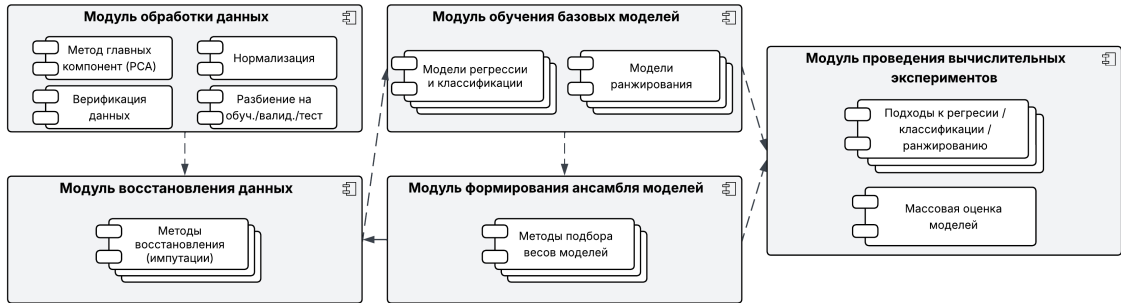 Модуль обработки данных
Метод главных
компонент (PCA)
Нормализация
Верификация
данных
Разбиение на
обуч./валид./тест
Модуль обучения базовых моделей
Модели регрессии
и классификации
Модели
ранжирования
Модуль проведения вычислительных
экспериментов
Подходы к регресии /
классификации /
ранжированию
Массовая оценка
моделей
Модуль восстановления данных
Методы
восстановления
(импутации)
Модуль формирования ансамбля моделей
Методы подбора
весов моделей